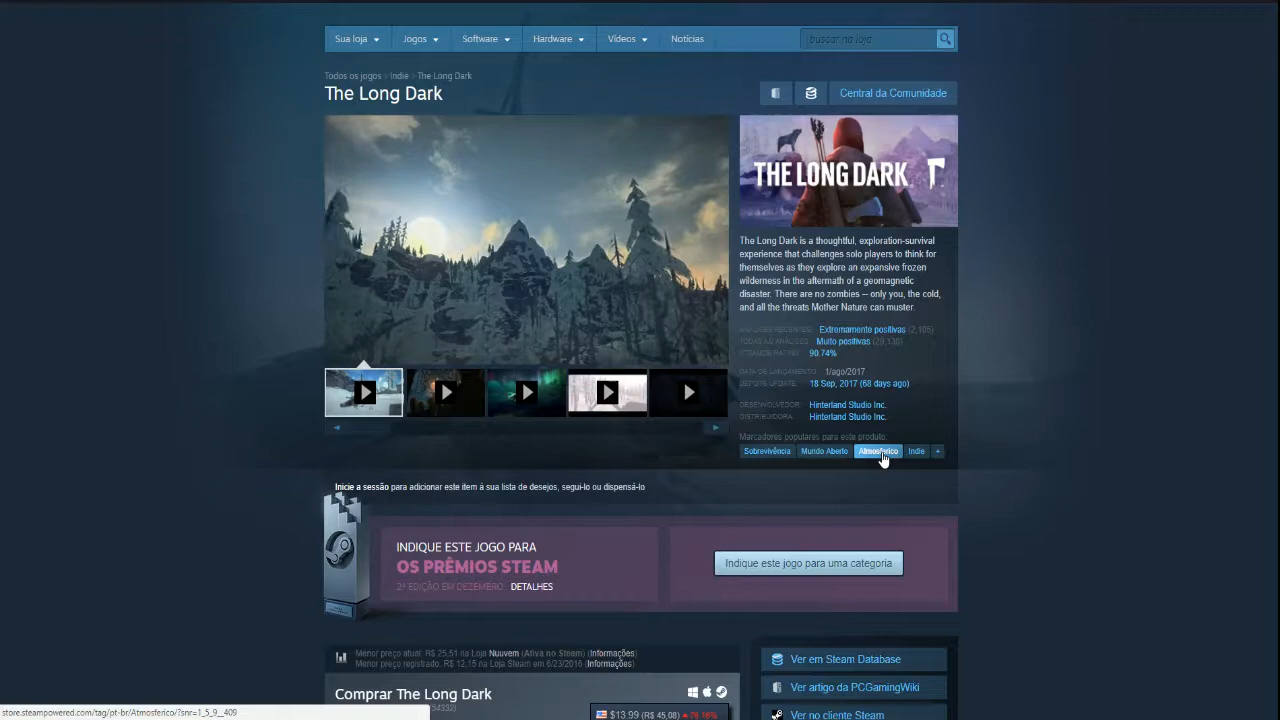 Sua loja
Jogos
Software
Hardware
Vídeos
Notícias
buscar na loja
Todos os jogos > Indie > The Long Dark
The Long Dark
Central da Comunidade
THE LONG DARK
The Long Dark is a thoughtful, exploration-survival
experience that challenges solo players to think for
themselves as they explore an expansive frozen
wilderness in the aftermath of a geomagnetic
disaster. There are no zombies -- only you, the cold,
and all the threats Mother Nature can muster.
Extremamente positivas (2,105)
Muito positivas
90.74%
DATA DE LANÇAMENTO: 1/ago/2017
18 Sep, 2017 (68 days ago)
DESENVOLVEDOR: Hinterland Studio Inc.
DISTRIBUIDORA: Hinterland Studio Inc.
Marcadores populares para este produto:
Sobrevivência
Mundo Aberto
Atmosférico
Indie
+
Inicie a sessão para adicionar este item à sua lista de desejos, segui-lo ou dispensá-lo
INDIQUE ESTE JOGO PARA
OS PRÊMIOS STEAM
2ª EDIÇÃO EM DEZEMBRO DETALHES
Indique este jogo para uma categoria
Menor preço atual: R$ 25,51 na Loja Nuuvem (Ativa no Steam) (Informações)
Menor preço registrado: R$ 12,15 na Loja Steam em 6/23/2016 (Informações)
Comprar The Long Dark
$13.99 (R$ 45,08)
Ver em Steam Database
Ver artigo da PCGamingWiki
Ver no cliente Steam
store.steampowered.com/tag/pt-br/Atmosferico/?snr=1_5_9__409